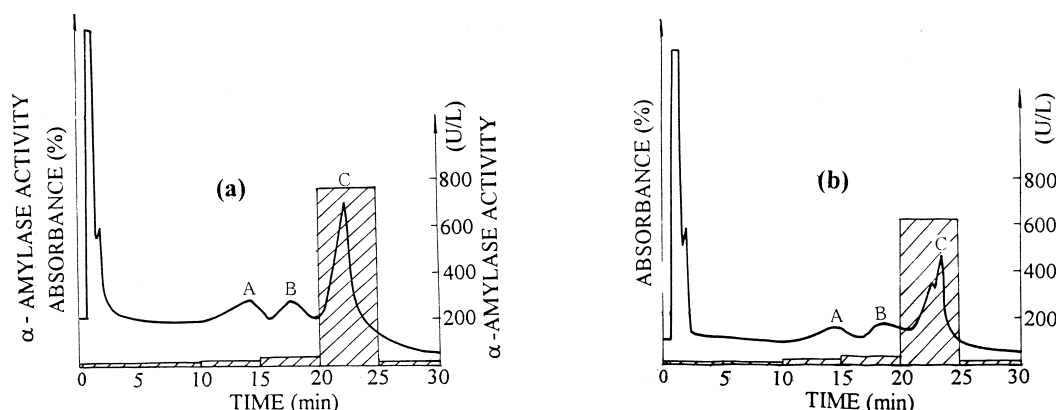 α - AMYLASE ACTIVITY
ABSORBANCE (%)
(a)
A
B
C
800
600
400
200
(U/L)
α - AMYLASE ACTIVITY
0 5 10 15 20 25 30
TIME (min)
ABSORBANCE (%)
(b)
A
B
C
800
600
400
200
(U/L)
0 5 10 15 20 25 30
TIME (min)